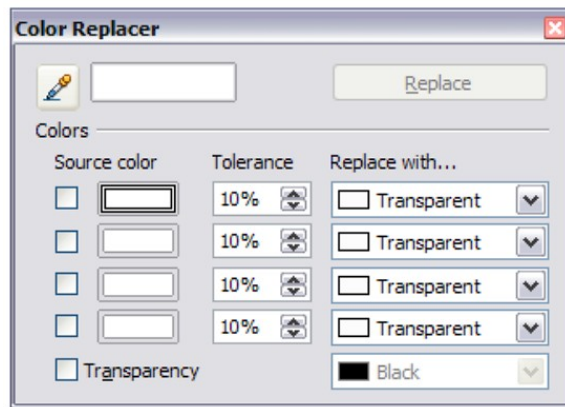 Color Replacer
Replace
Colors
Source color Tolerance Replace with...
10% Transparent
10% Transparent
10% Transparent
10% Transparent
Transparency Black